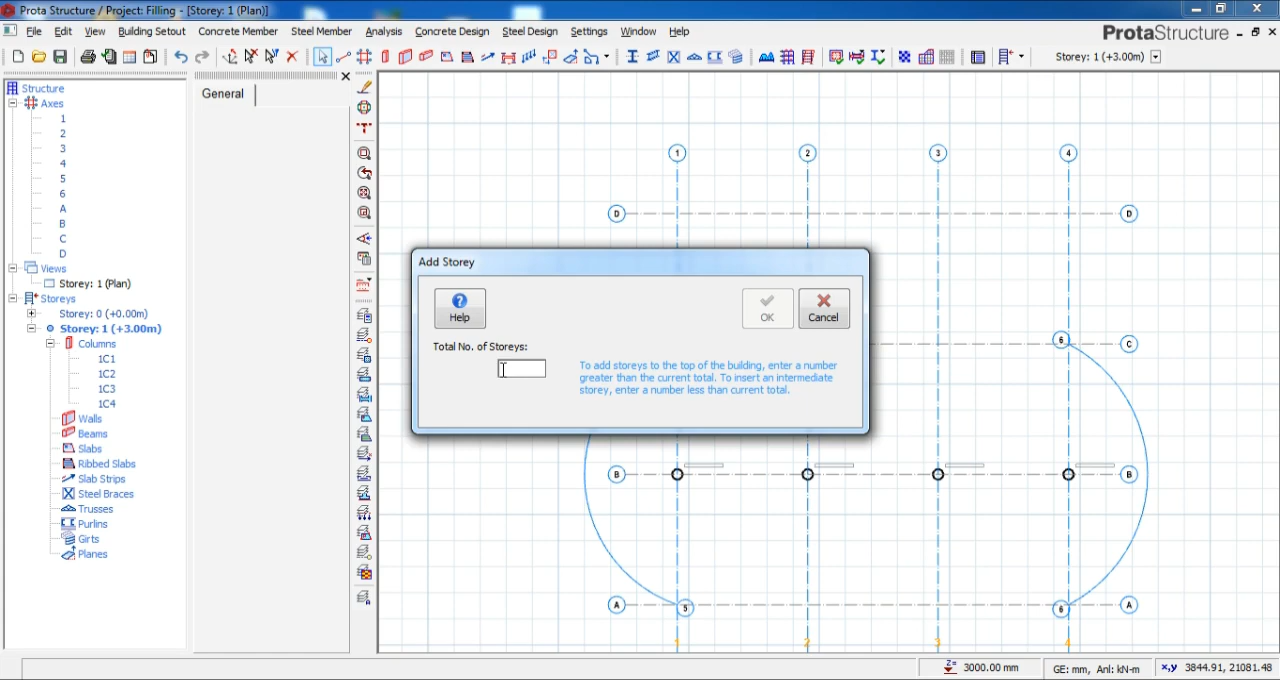 Prota Structure / Project: Filling - [Storey: 1 (Plan)]
File Edit View Building Setout Concrete Member Steel Member Analysis Concrete Design Steel Design Settings Window Help
ProtaStructure
Storey: 1 (+3.00m)
Structure
Axes
1
2
3
4
5
6
A
B
C
D
Views
Storey: 1 (Plan)
Storeys
Storey: 0 (+0.00m)
Storey: 1 (+3.00m)
Columns
1C1
1C2
1C3
1C4
Walls
Beams
Slabs
Ribbed Slabs
Slab Strips
Steel Braces
Trusses
Purlins
Girts
Planes
General
1 2 3 4
D D
Add Storey
Help
OK
Cancel
Total No. of Storeys:
To add storeys to the top of the building, enter a number
greater than the current total. To insert an intermediate
storey, enter a number less than current total.
6 C
B B
A 5 6 A
1 2 3 4
Z= 3000.00 mm
GE: mm, Anl: kN-m
x,y 3844.91, 21081.48